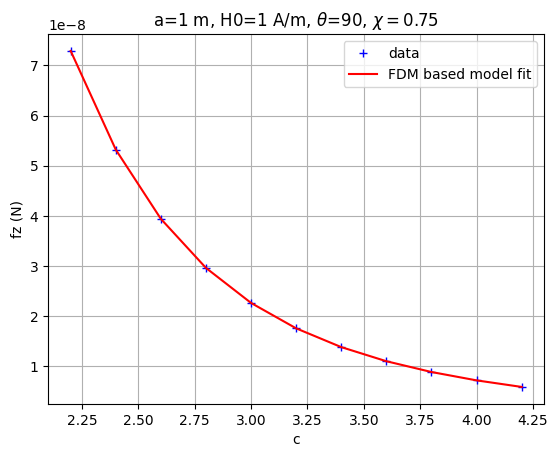 a=1 m, H0=1 A/m, θ=90, χ = 0.75
1e−8
data
FDM based model fit
7
6
5
4
3
2
1
fz (N)
2.25 2.50 2.75 3.00 3.25 3.50 3.75 4.00 4.25
c